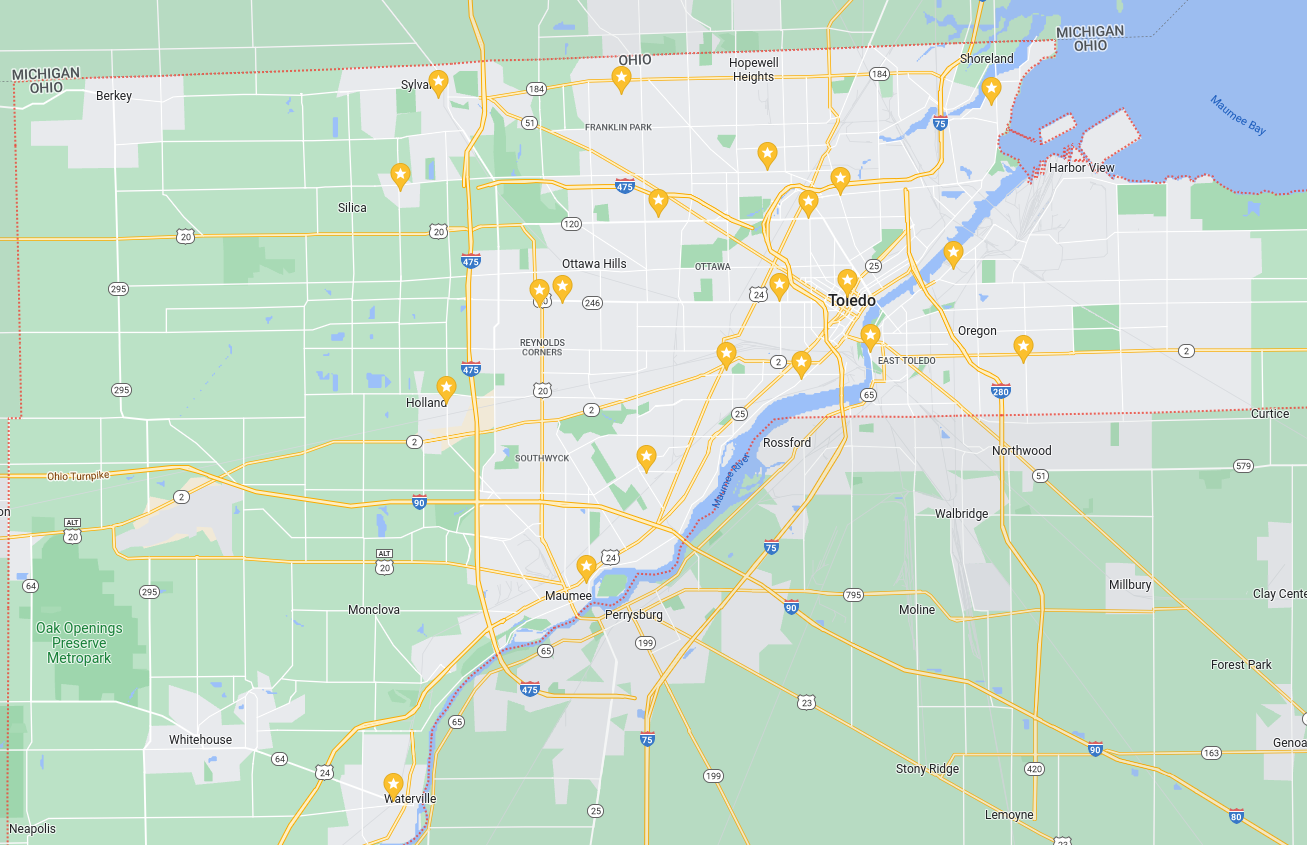 MICHIGAN
OHIO
OHIO
Hopewell
Heights
184
Shoreland
MICHIGAN
OHIO
MICHIGAN
OHIO
Berkey
Sylva
184
51
FRANKLIN PARK
75
Maumee Bay
Harbor View
475
Silica
20
20
120
475
Ottawa Hills
OTTAWA
25
295
246
24
Toledo
Oregon
REYNOLDS
CORNERS
475
2
EAST TOLEDO
2
295
20
65
280
Holland
2
25
Curtice
2
Rossford
Northwood
SOUTHWYCK
579
Ohio Turnpike
51
2
90
Maumee River
Walbridge
ALT
20
75
ALT
20
24
64
295
Maumee
795
Millbury
Clay Cente
Monclova
Perrysburg
90
Moline
Oak Openings
Preserve
Metropark
65
199
Forest Park
475
23
65
Whitehouse
75
90
163
Genoa
64
24
Stony Ridge
420
199
Waterville
25
Lemoyne
80
Neapolis
23